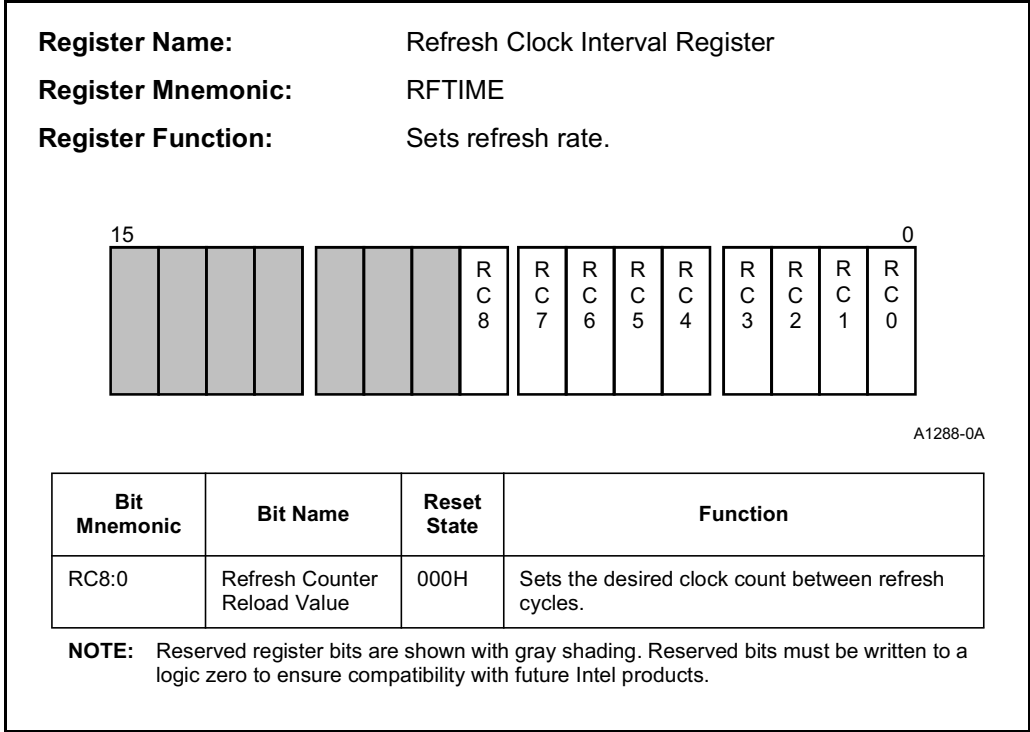 Register Name: Refresh Clock Interval Register
Register Mnemonic: RFTIME
Register Function: Sets refresh rate.
15 0
R C 8 R C 7 R C 6 R C 5 R C 4 R C 3 R C 2 R C 1 R C 0
A1288-0A
Bit Mnemonic Bit Name Reset State Function
RC8:0 Refresh Counter Reload Value 000H Sets the desired clock count between refresh cycles.
NOTE: Reserved register bits are shown with gray shading. Reserved bits must be written to a
logic zero to ensure compatibility with future Intel products.